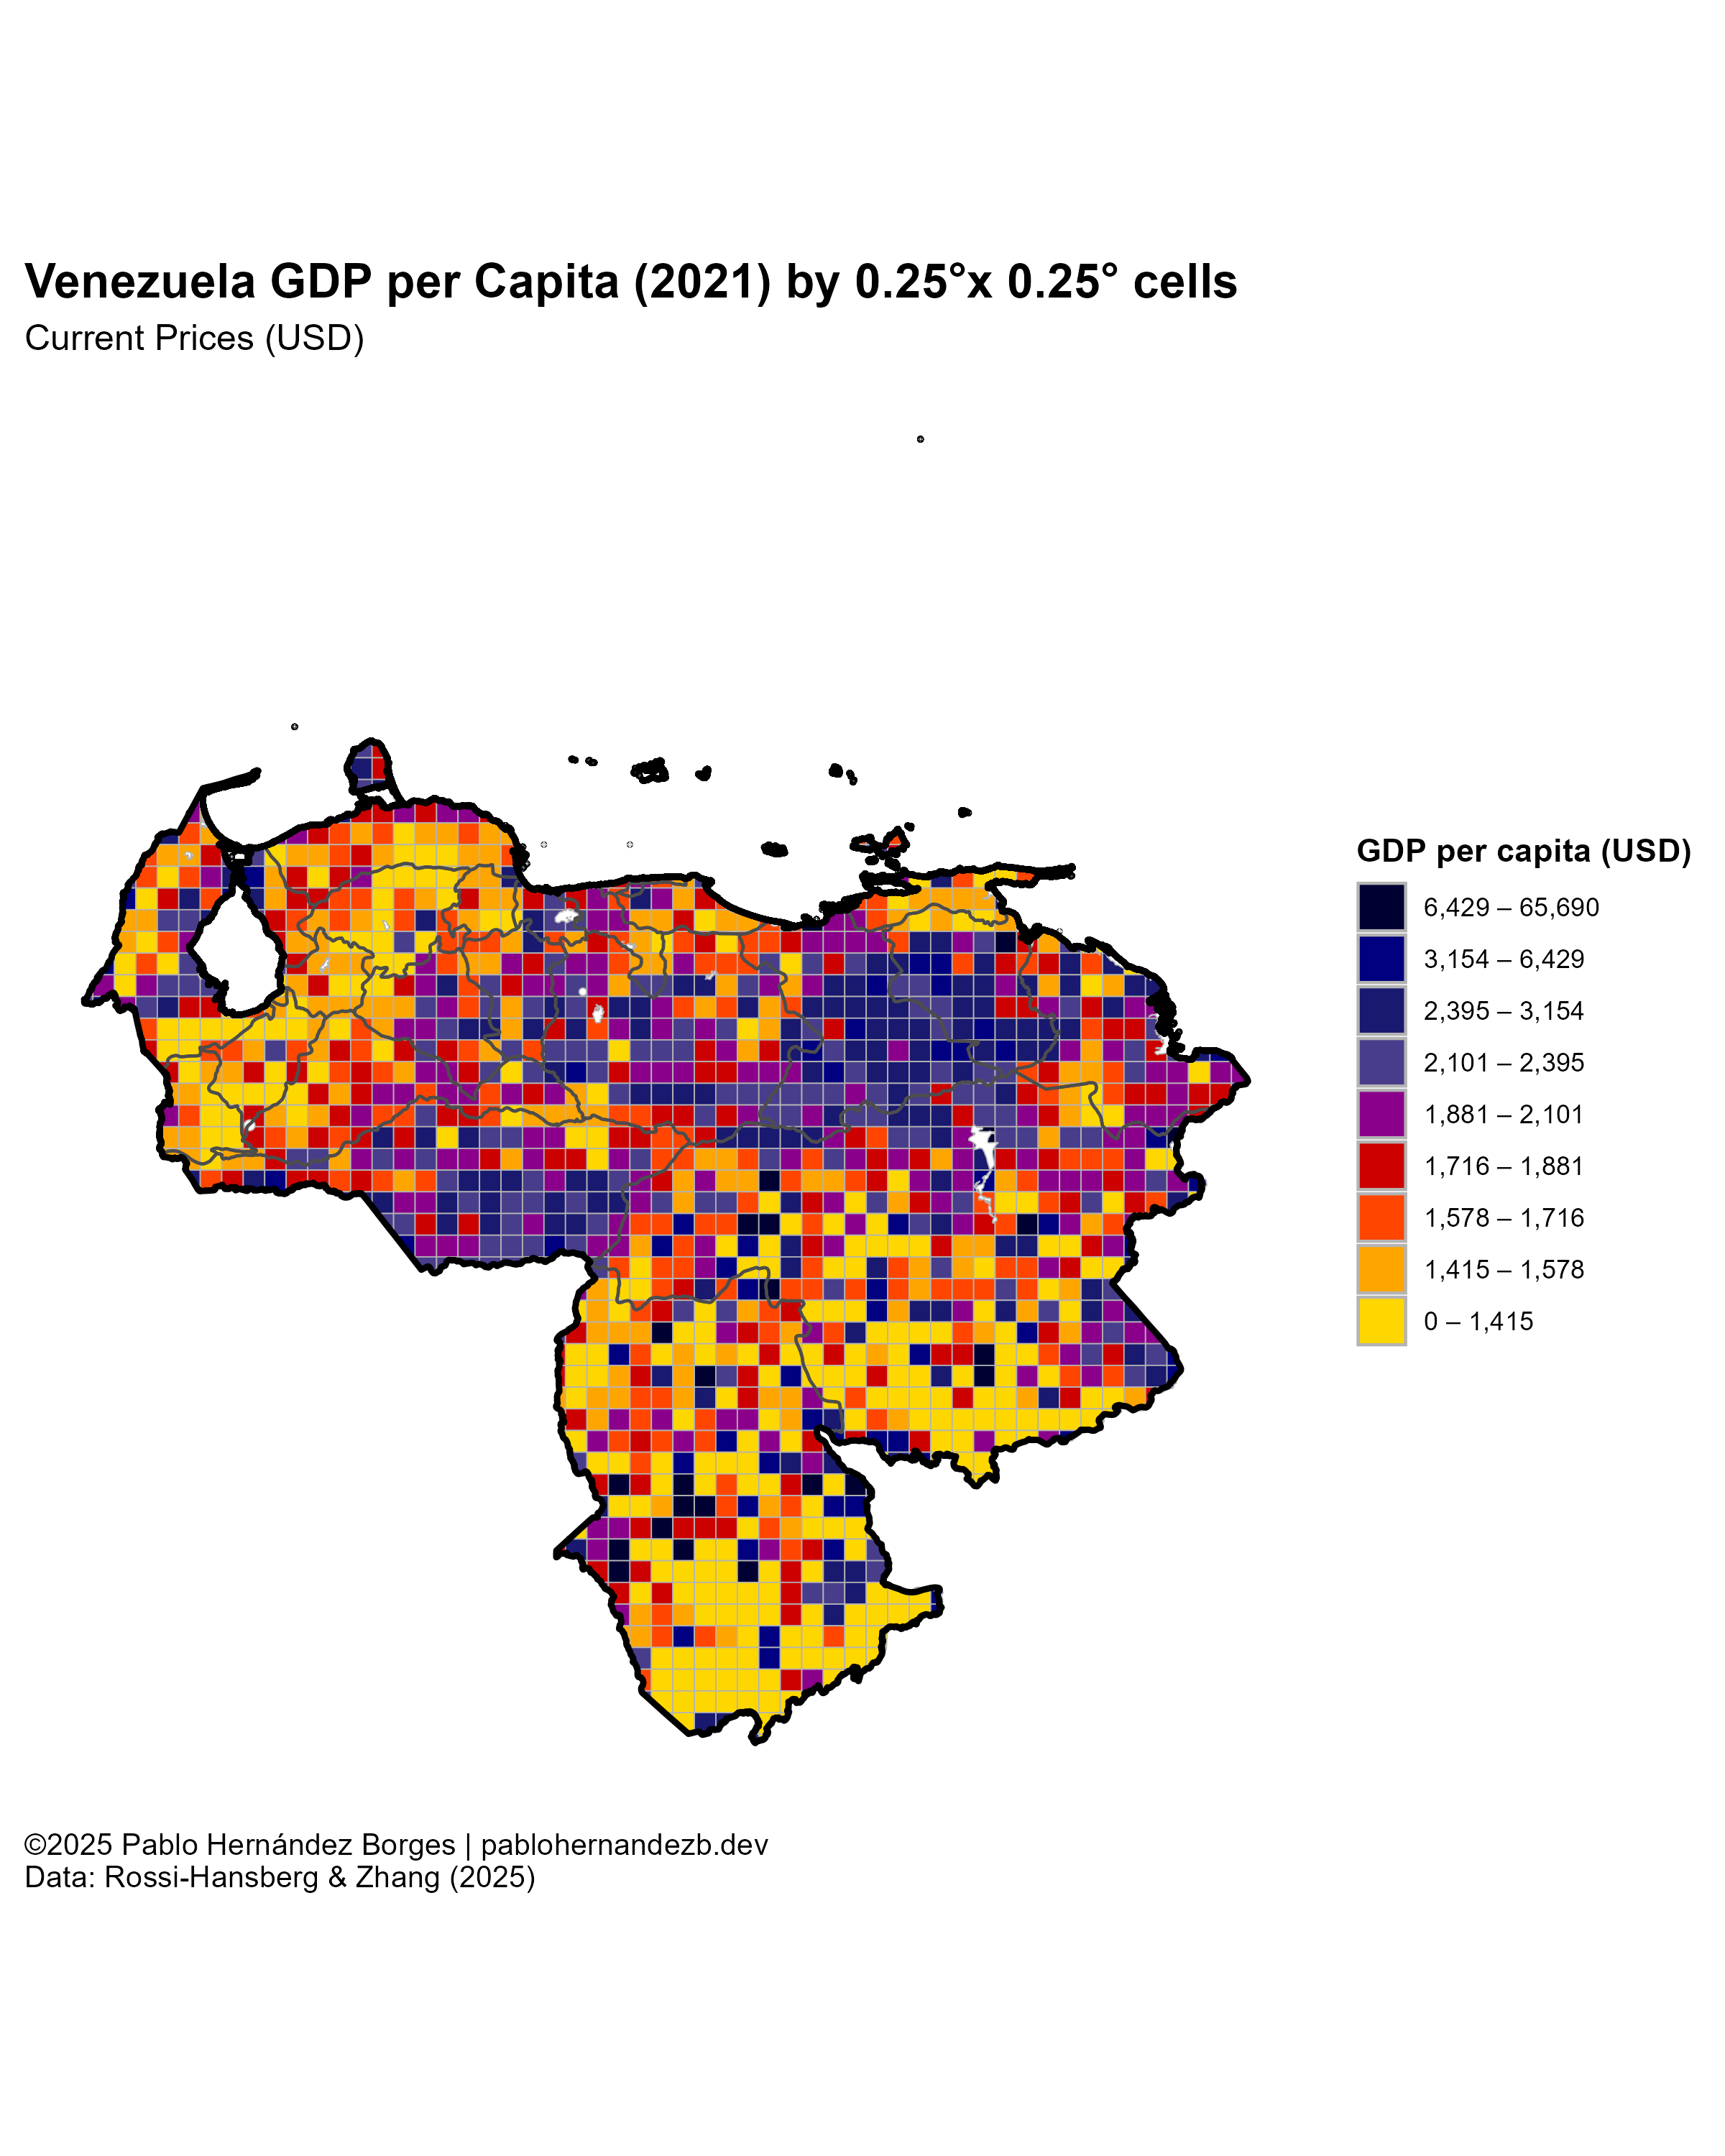 Venezuela GDP per Capita (2021) by 0.25°x 0.25° cells
Current Prices (USD)
GDP per capita (USD)
6,429 – 65,690
3,154 – 6,429
2,395 – 3,154
2,101 – 2,395
1,881 – 2,101
1,716 – 1,881
1,578 – 1,716
1,415 – 1,578
0 – 1,415
©2025 Pablo Hernández Borges | pablohernandezb.dev
Data: Rossi-Hansberg & Zhang (2025)